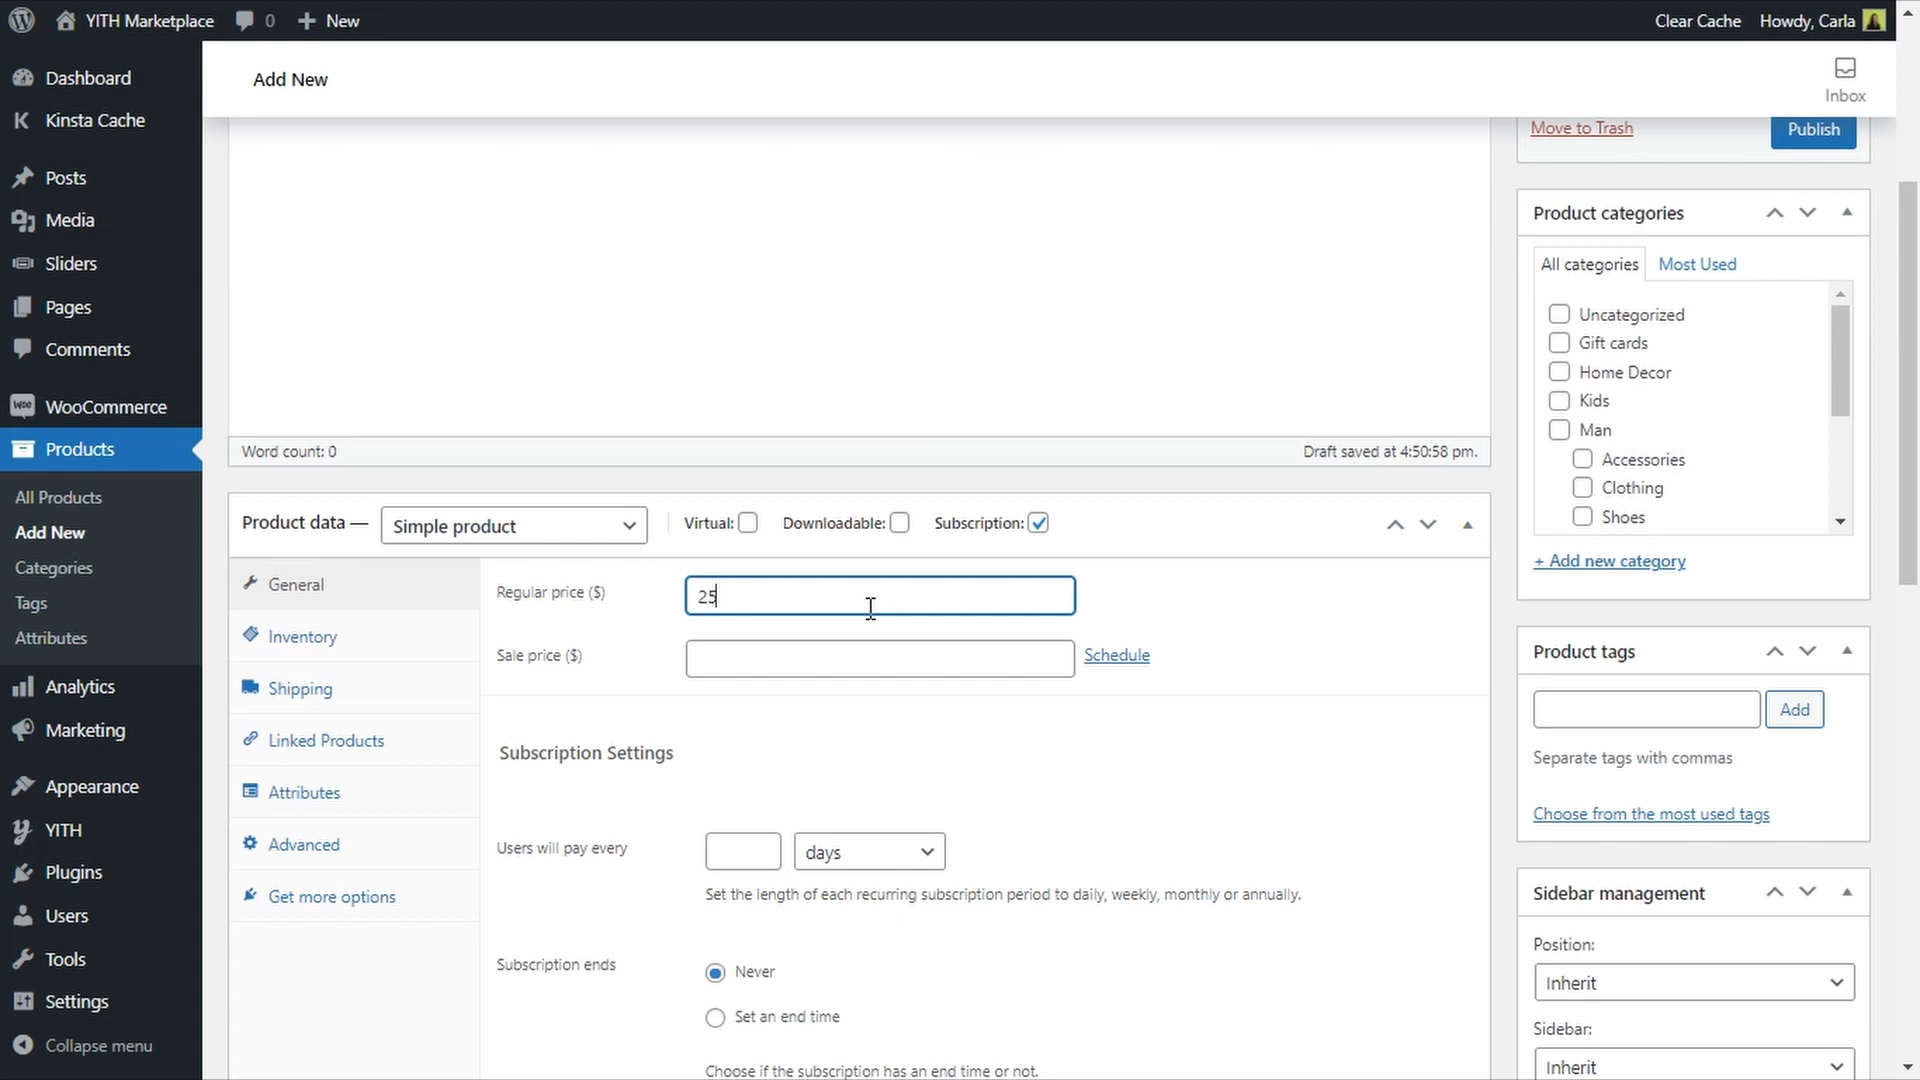 YITH Marketplace
0
New
Clear Cache
Howdy, Carla
Dashboard
Kinsta Cache
Posts
Media
Sliders
Pages
Comments
WooCommerce
Products
All Products
Add New
Categories
Tags
Attributes
Analytics
Marketing
Appearance
YITH
Plugins
Users
Tools
Settings
Collapse menu
Add New
Inbox
Word count: 0
Draft saved at 4:50:58 pm.
Product data —
Simple product
Virtual:
Downloadable:
Subscription:
General
Inventory
Shipping
Linked Products
Attributes
Advanced
Get more options
Regular price ($)
25
Sale price ($)
Schedule
Subscription Settings
Users will pay every
days
Set the length of each recurring subscription period to daily, weekly, monthly or annually.
Subscription ends
Never
Set an end time
Choose if the subscription has an end time or not.
Move to Trash
Publish
Product categories
All categories
Most Used
Uncategorized
Gift cards
Home Decor
Kids
Man
Accessories
Clothing
Shoes
+ Add new category
Product tags
Add
Separate tags with commas
Choose from the most used tags
Sidebar management
Position:
Inherit
Sidebar:
Inherit